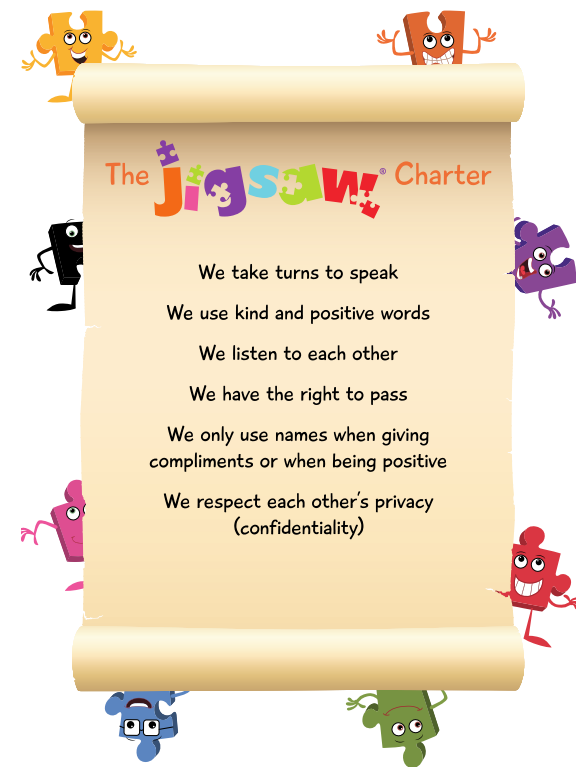 The jigsaw® Charter
We take turns to speak
We use kind and positive words
We listen to each other
We have the right to pass
We only use names when giving
compliments or when being positive
We respect each other's privacy
(confidentiality)